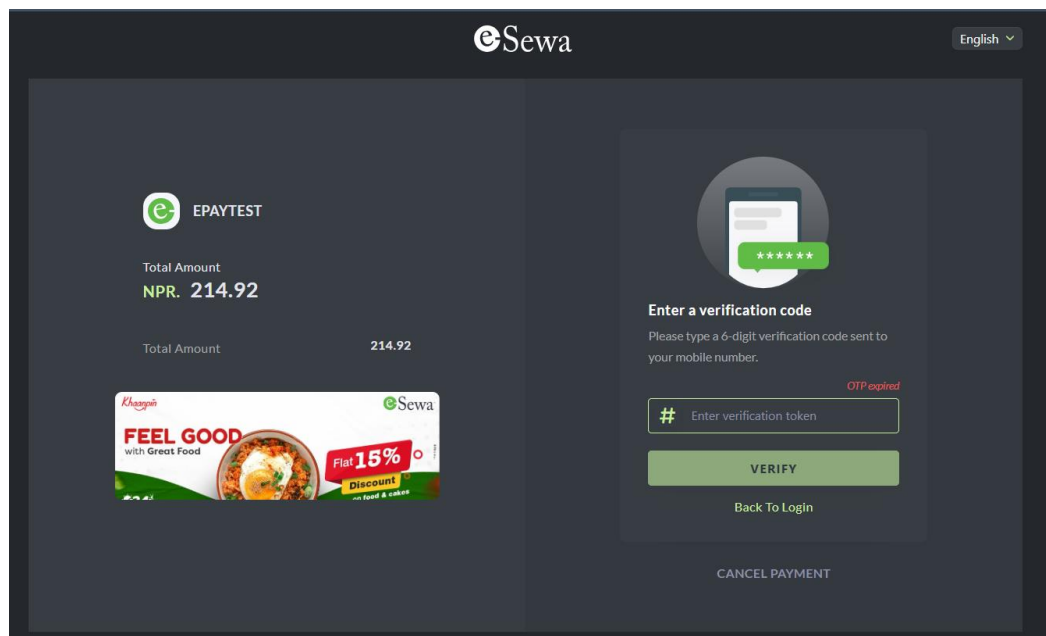 e-Sewa
English
EPAYTEST
Total Amount
NPR. 214.92
Total Amount 214.92
Khaanpin
eSewa
FEEL GOOD
with Great Food
Flat 15%
Discount
on food & cakes
******
Enter a verification code
Please type a 6-digit verification code sent to
your mobile number.
OTP expired
# Enter verification token
VERIFY
Back To Login
CANCEL PAYMENT